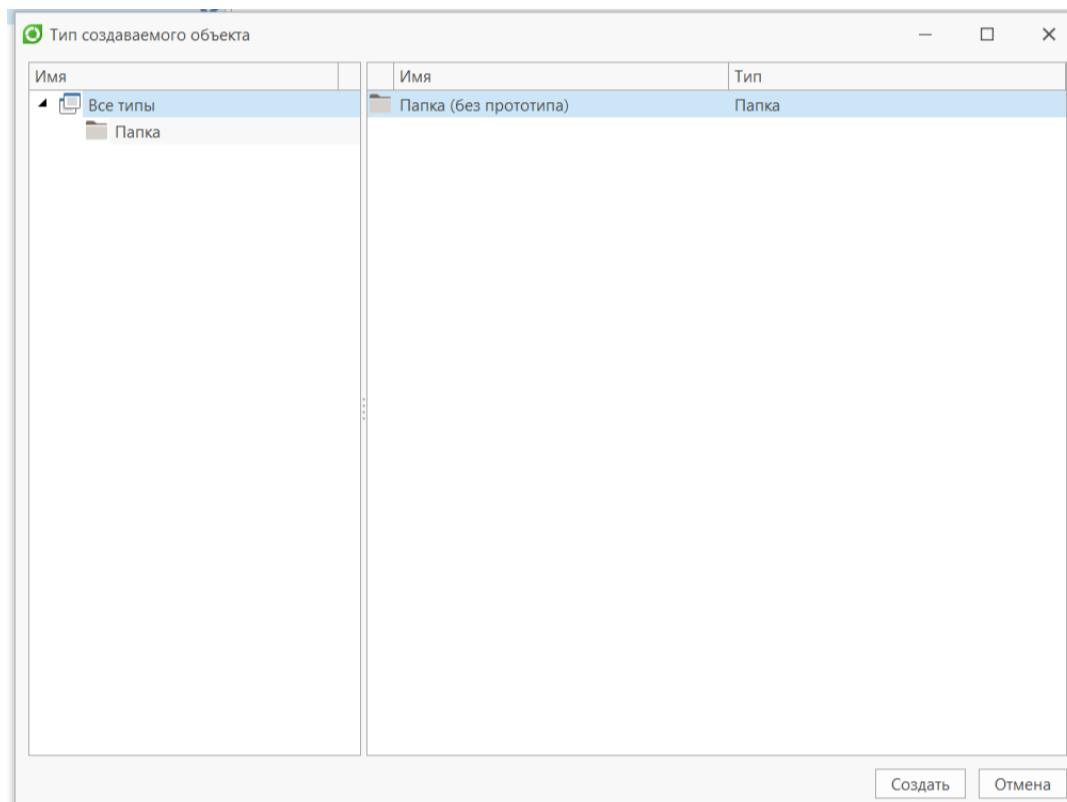 Тип создаваемого объекта
Имя
Имя Тип
Все типы
Папка (без прототипа) Папка
Папка
Создать Отмена